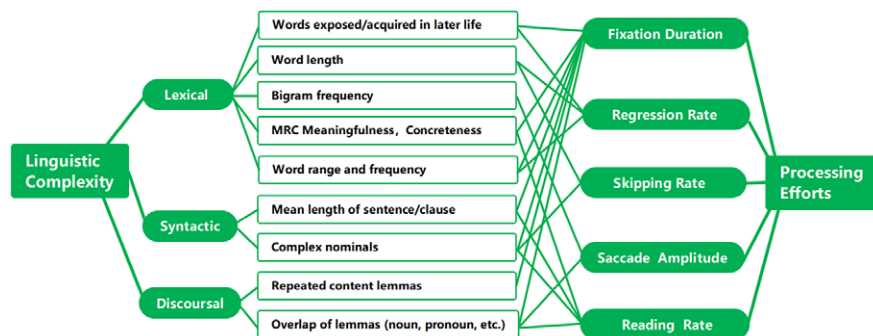 Linguistic
Complexity
Lexical
Syntactic
Discoursal
Words exposed/acquired in later life
Word length
Bigram frequency
MRC Meaningfulness, Concreteness
Word range and frequency
Mean length of sentence/clause
Complex nominals
Repeated content lemmas
Overlap of lemmas (noun, pronoun, etc.)
Fixation Duration
Regression Rate
Skipping Rate
Saccade Amplitude
Reading Rate
Processing
Efforts